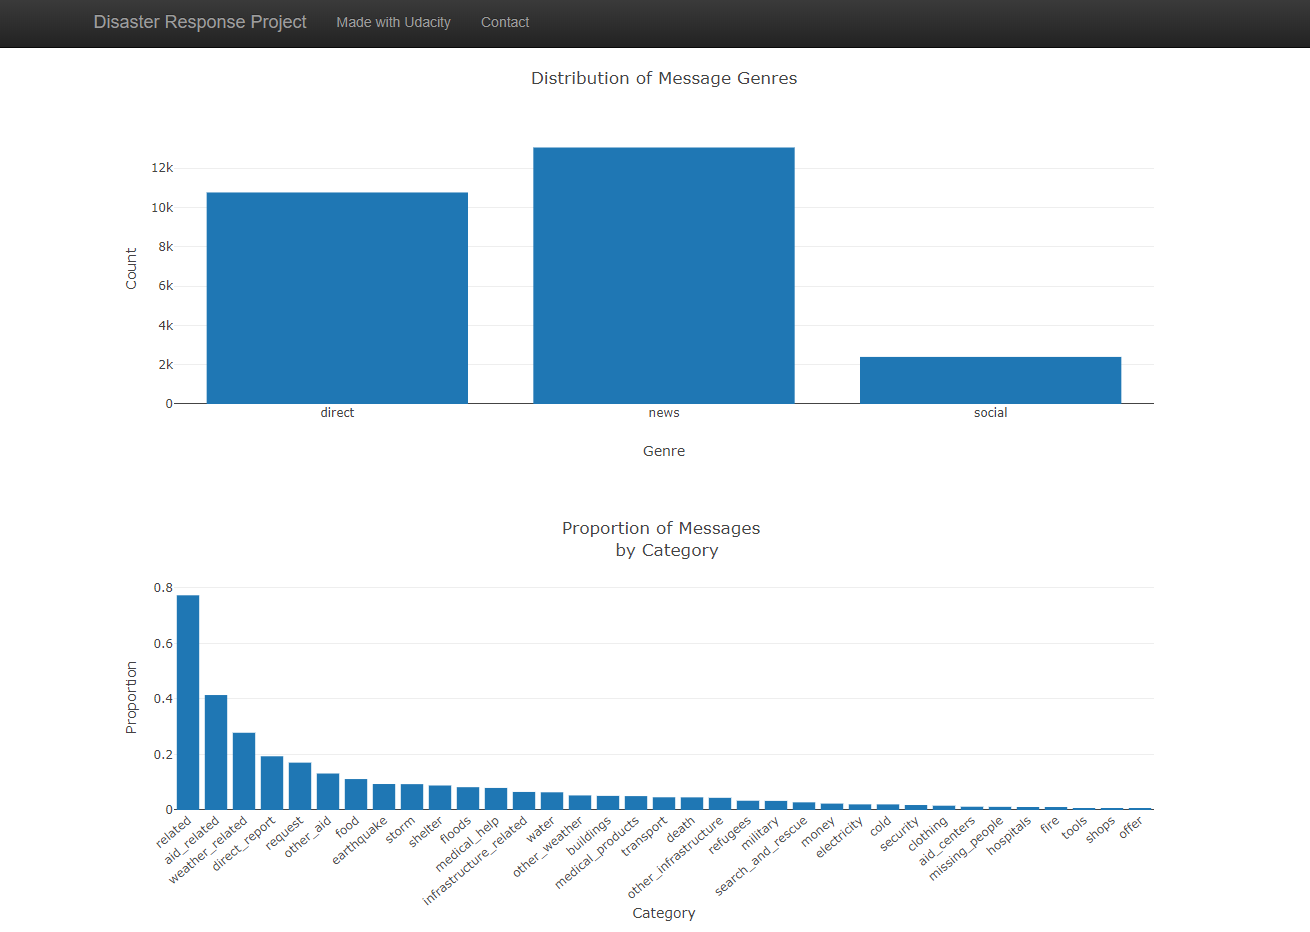 Disaster Response Project Made with Udacity Contact
Distribution of Message Genres
12k
10k
8k
6k
4k
2k
0
Count
direct news social
Genre
Proportion of Messages
by Category
0.8
0.6
0.4
0.2
0
Proportion
related
aid_related
weather_related
direct_report
request
other_aid
food
earthquake
storm
shelter
floods
medical_help
infrastructure_related
water
other_weather
buildings
medical_products
transport
death
other_infrastructure
refugees
military
search_and_rescue
money
electricity
cold
security
clothing
aid_centers
missing_people
hospitals
fire
tools
shops
offer
Category